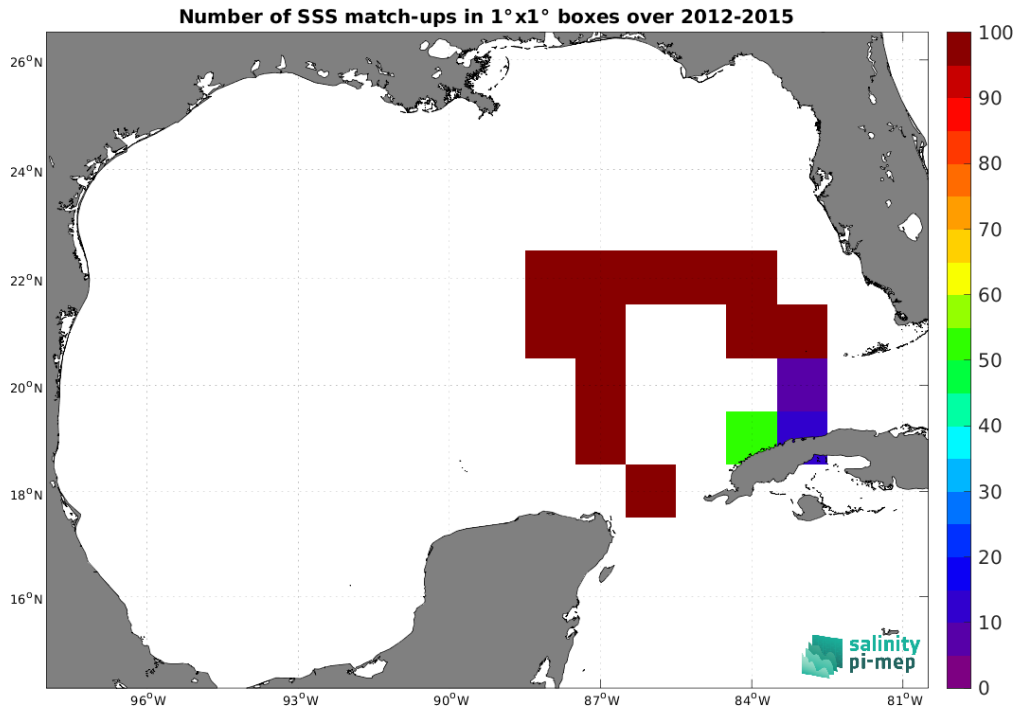 Number of SSS match-ups in 1°x1° boxes over 2012-2015
26°N
24°N
22°N
20°N
18°N
16°N
96°W
93°W
90°W
87°W
84°W
81°W
100
90
80
70
60
50
40
30
20
10
0
salinity
pi-mep